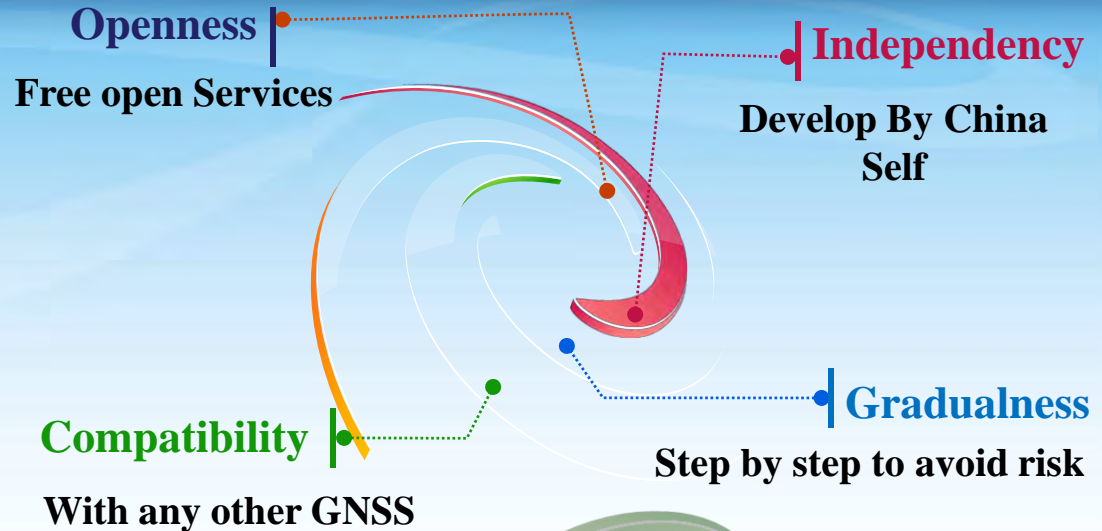 Openness
Free open Services
Independency
Develop By China
Self
Compatibility
With any other GNSS
Gradualness
Step by step to avoid risk